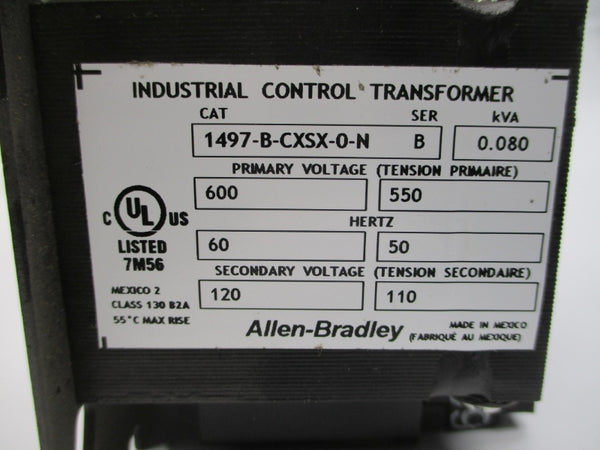 INDUSTRIAL CONTROL TRANSFORMER
CAT SER kVA
1497-B-CXSX-0-N B 0.080
PRIMARY VOLTAGE (TENSION PRIMAIRE)
600 550
HERTZ
60 50
SECONDARY VOLTAGE (TENSION SECONDAIRE)
120 110
C UL US
LISTED
7M56
MEXICO 2
CLASS 130 B2A
55°C MAX RISE
Allen-Bradley
MADE IN MEXICO
(FABRIQUÉ AU MEXIQUE)